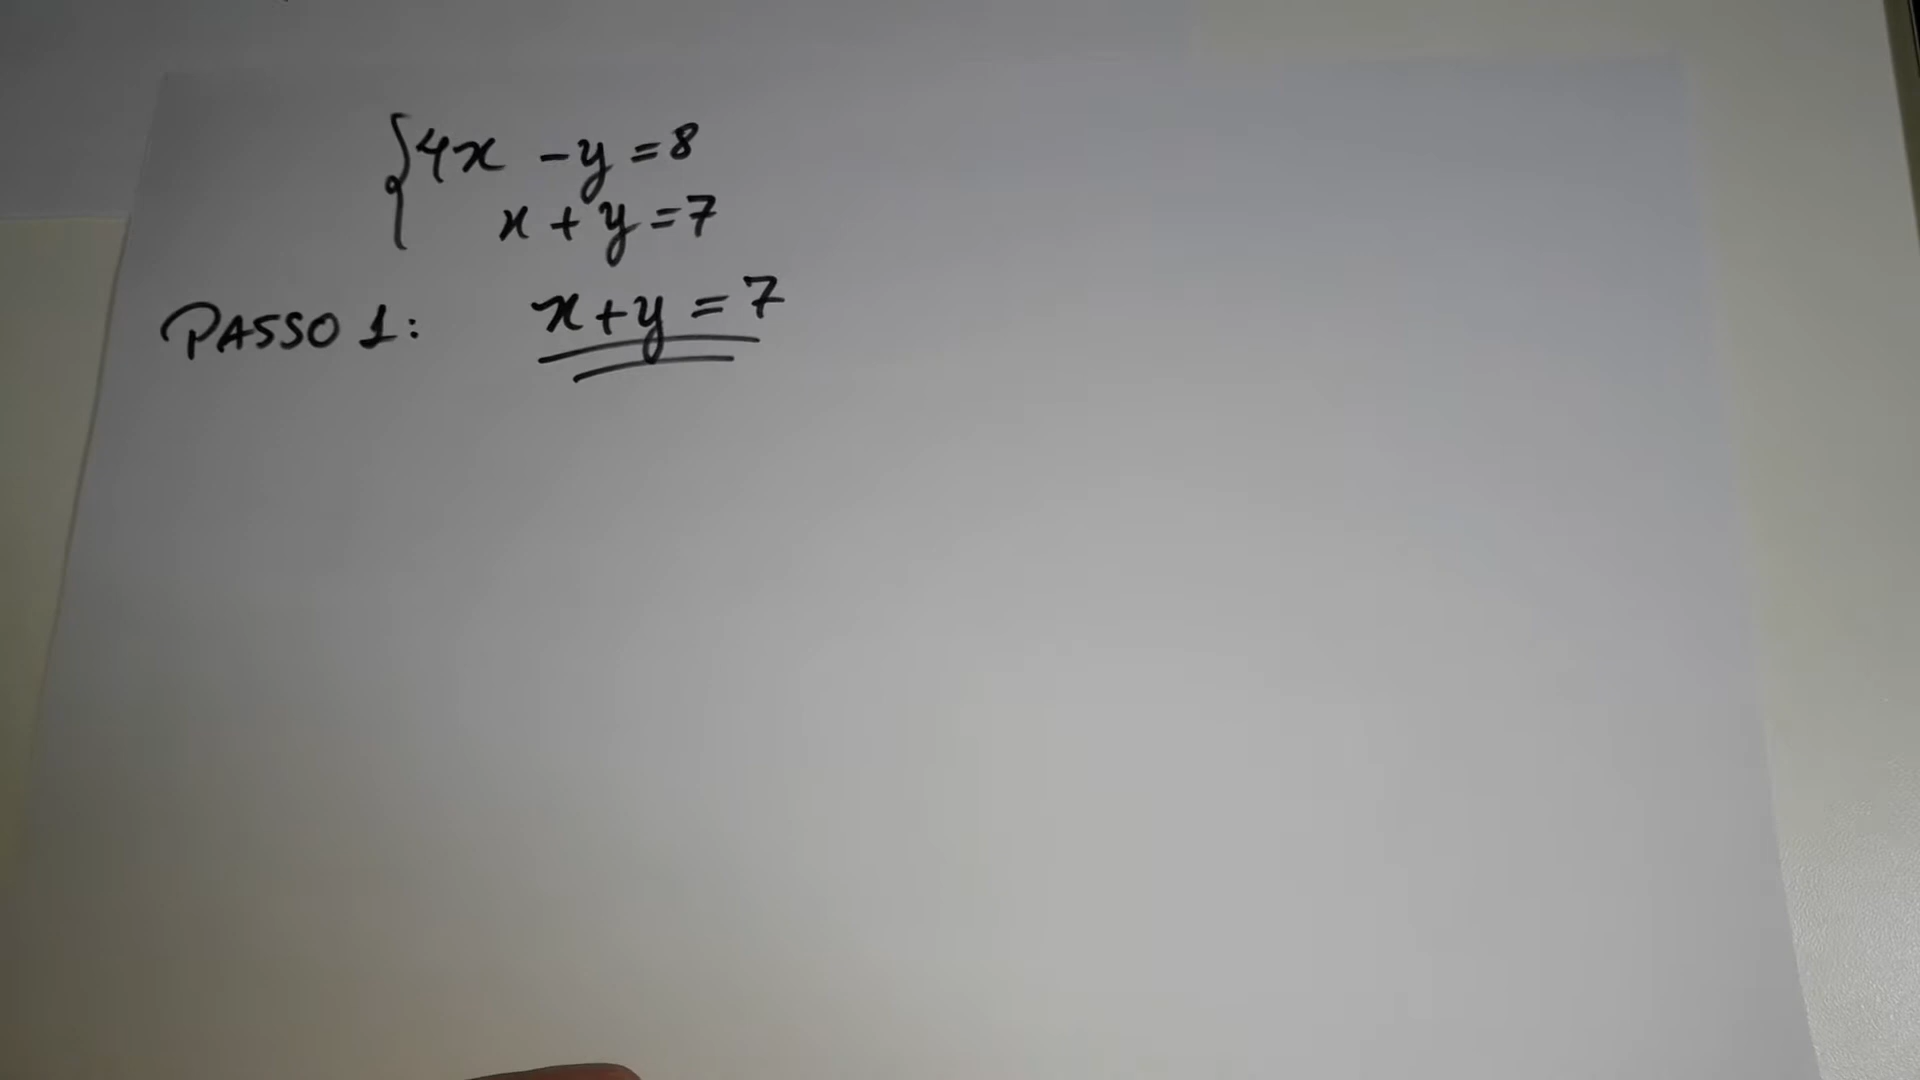 {4x - y = 8
x + y = 7
PASSO 1: x + y = 7